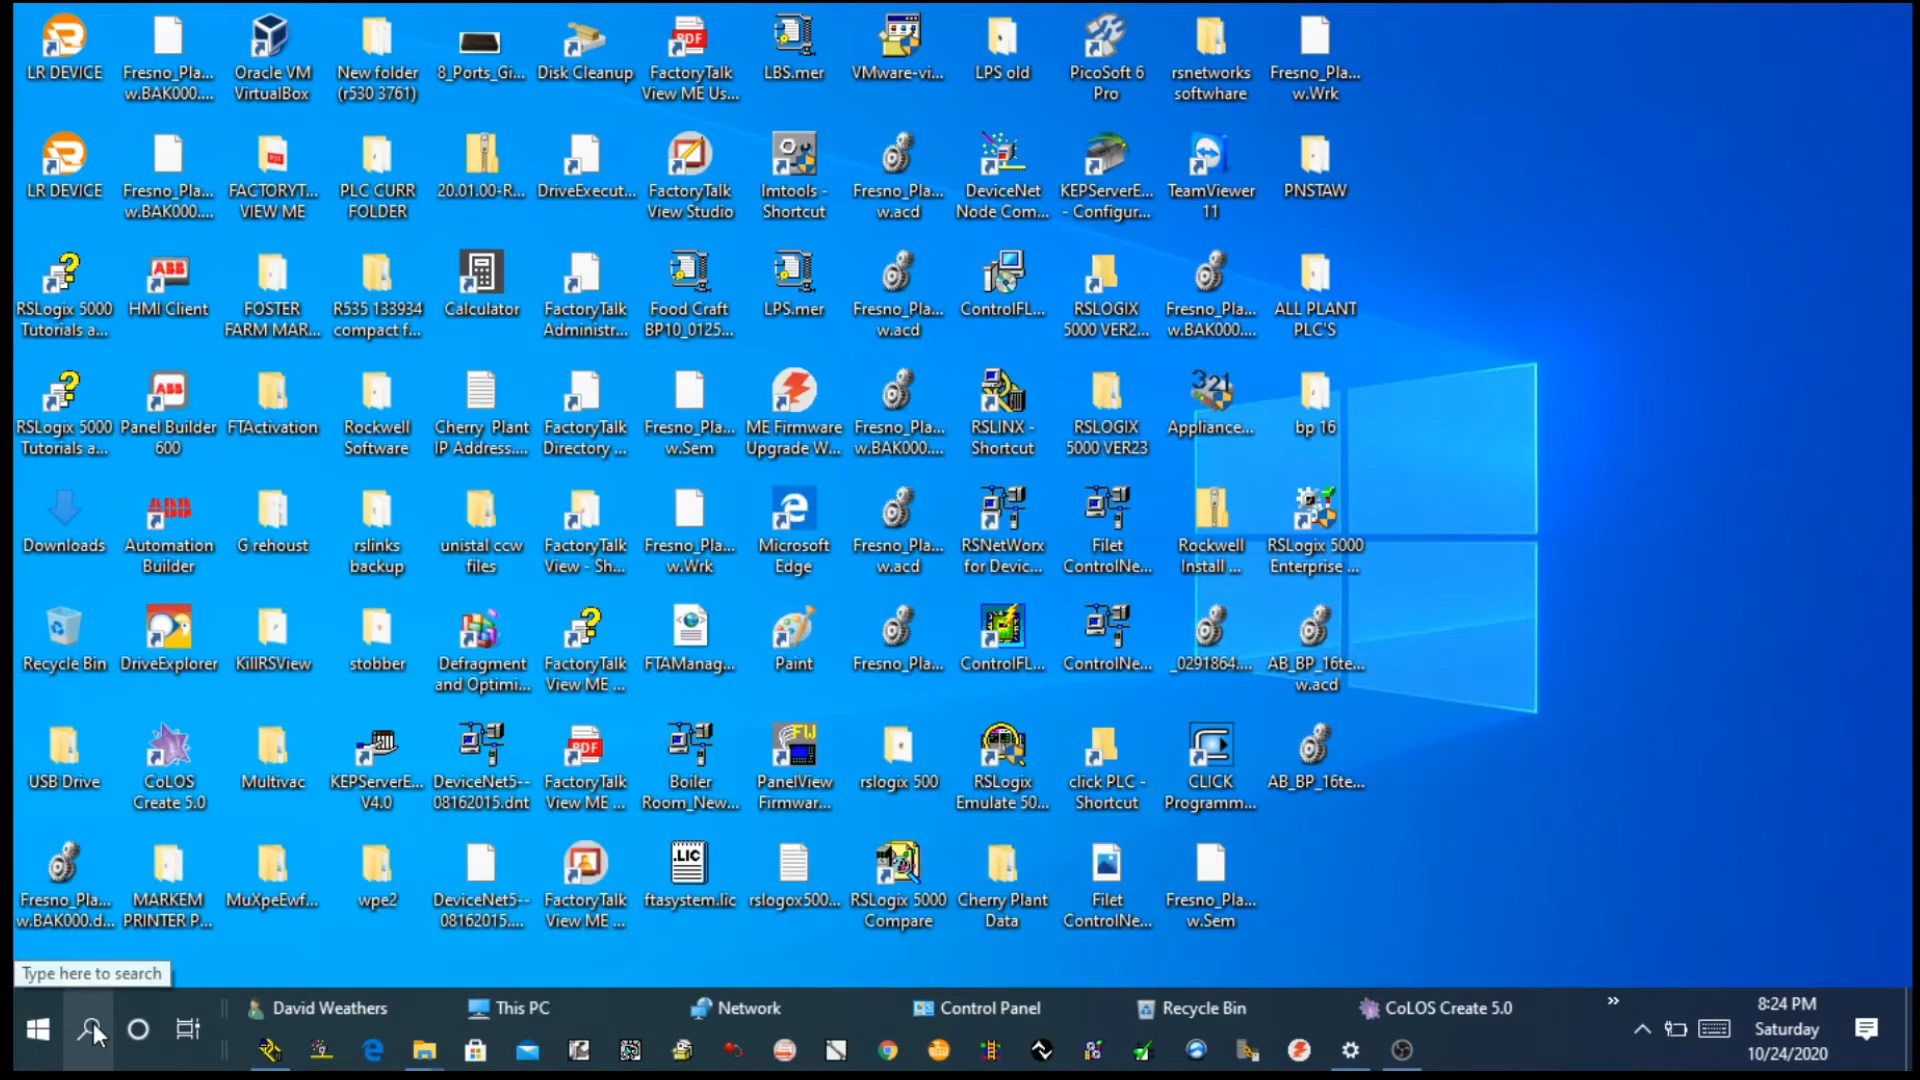 LR DEVICE
Fresno_Pla...
w.BAK000....
Oracle VM
VirtualBox
New folder
(r530 3761)
8_Ports_Gi...
Disk Cleanup
PDF
FactoryTalk
View ME Us...
LBS.mer
VMware-vi...
LPS old
PicoSoft 6
Pro
rsnetworks
softwhare
Fresno_Pla...
w.Wrk
LR DEVICE
Fresno_Pla...
w.BAK000....
FACTORYT...
VIEW ME
PLC CURR
FOLDER
20.01.00-R...
DriveExecut...
FactoryTalk
View Studio
lmtools -
Shortcut
Fresno_Pla...
w.acd
DeviceNet
Node Com...
KEPServerE...
- Configur...
TeamViewer
11
PNSTAW
RSLogix 5000
Tutorials a...
ABB
HMI Client
FOSTER
FARM MAR...
R535 133934
compact f...
Calculator
FactoryTalk
Administr...
Food Craft
BP10_0125...
LPS.mer
Fresno_Pla...
w.acd
ControlFL...
RSLOGIX
5000 VER2...
Fresno_Pla...
w.BAK000....
ALL PLANT
PLC'S
RSLogix 5000
Tutorials a...
ABB
Panel Builder
600
FTActivation
Rockwell
Software
Cherry Plant
IP Address....
FactoryTalk
Directory ...
Fresno_Pla...
w.Sem
ME Firmware
Upgrade W...
Fresno_Pla...
w.BAK000....
RSLINX -
Shortcut
RSLOGIX
5000 VER23
321
Appliance...
bp 16
Downloads
ABB
Automation
Builder
G rehoust
rslinks
backup
unistal ccw
files
FactoryTalk
View - Sh...
Fresno_Pla...
w.Wrk
Microsoft
Edge
Fresno_Pla...
w.acd
RSNetWorx
for Devic...
Filet
ControlNe...
Rockwell
Install ...
RSLogix 5000
Enterprise ...
Recycle Bin
DriveExplorer
KillRSView
stobber
Defragment
and Optimi...
FactoryTalk
View ME ...
FTAManag...
Paint
Fresno_Pla...
ControlFL...
ControlNe...
_0291864....
AB_BP_16te...
w.acd
USB Drive
CoLOS
Create 5.0
Multivac
KEPServerE...
V4.0
DeviceNet5--
08162015.dnt
PDF
FactoryTalk
View ME ...
Boiler
Room_New...
FW
PanelView
Firmwar...
rslogix 500
RSLogix
Emulate 50...
click PLC -
Shortcut
CLICK
Programm...
AB_BP_16te...
Fresno_Pla...
w.BAK000.d...
MARKEM
PRINTER P...
MuXpeEwf...
wpe2
DeviceNet5--
08162015....
FactoryTalk
View ME ...
.LIC
ftasystem.lic
rslogox500...
RSLogix 5000
Compare
Cherry Plant
Data
Filet
ControlNe...
Fresno_Pla...
w.Sem
Type here to search
David Weathers
This PC
Network
Control Panel
Recycle Bin
CoLOS Create 5.0
»
8:24 PM
Saturday
10/24/2020